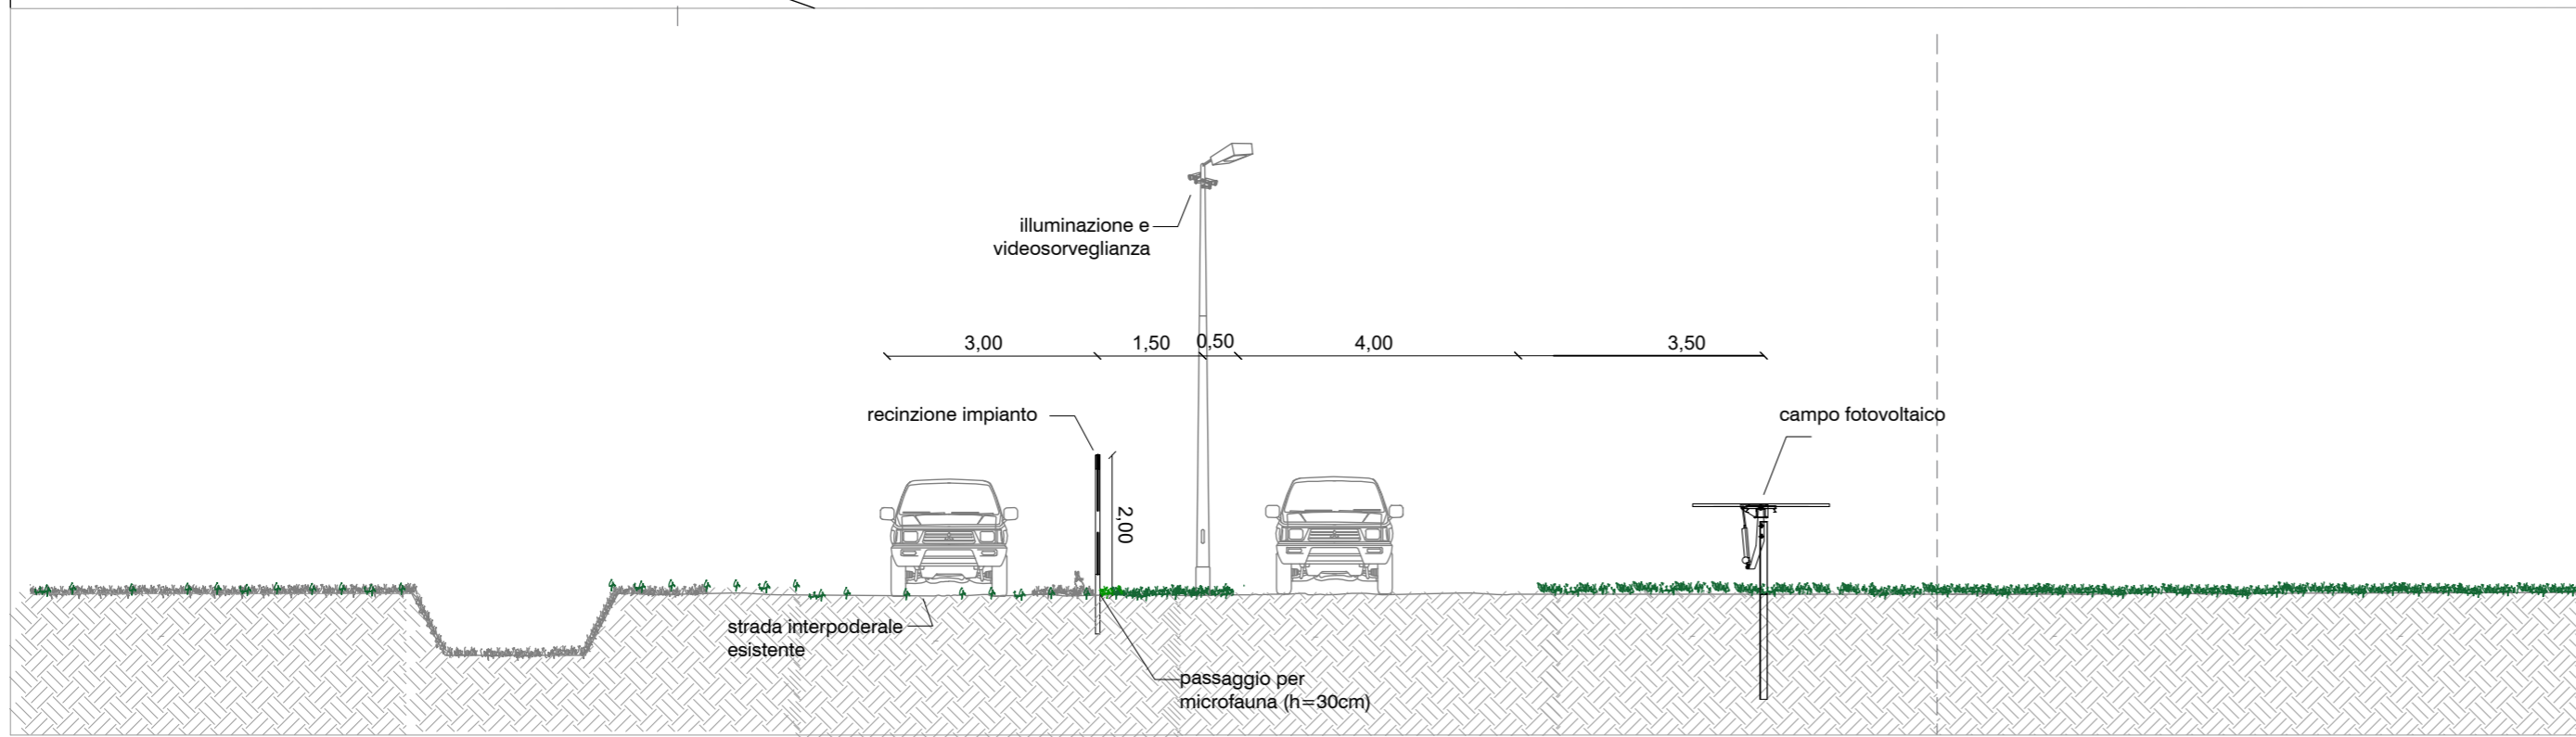 illuminazione e
videosorveglianza
3,00 1,50 0,50 4,00 3,50
recinzione impianto
campo fotovoltaico
2,00
strada interpoderale
esistente
passaggio per
microfauna (h=30cm)